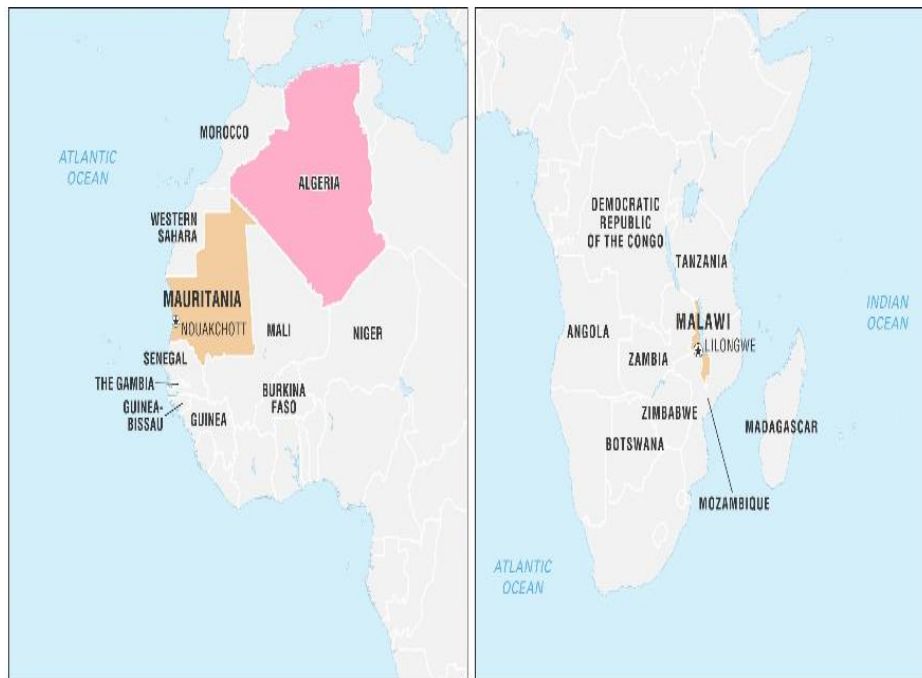 MOROCCO
ATLANTIC
OCEAN
ALGERIA
WESTERN
SAHARA
MAURITANIA
NOUAKCHOTT
MALI
NIGER
SENEGAL
THE GAMBIA
GUINEA-
BISSAU
GUINEA
BURKINA
FASO
DEMOCRATIC
REPUBLIC
OF THE CONGO
TANZANIA
INDIAN
OCEAN
ANGOLA
MALAWI
LILONGWE
ZAMBIA
ZIMBABWE
BOTSWANA
MADAGASCAR
MOZAMBIQUE
ATLANTIC
OCEAN